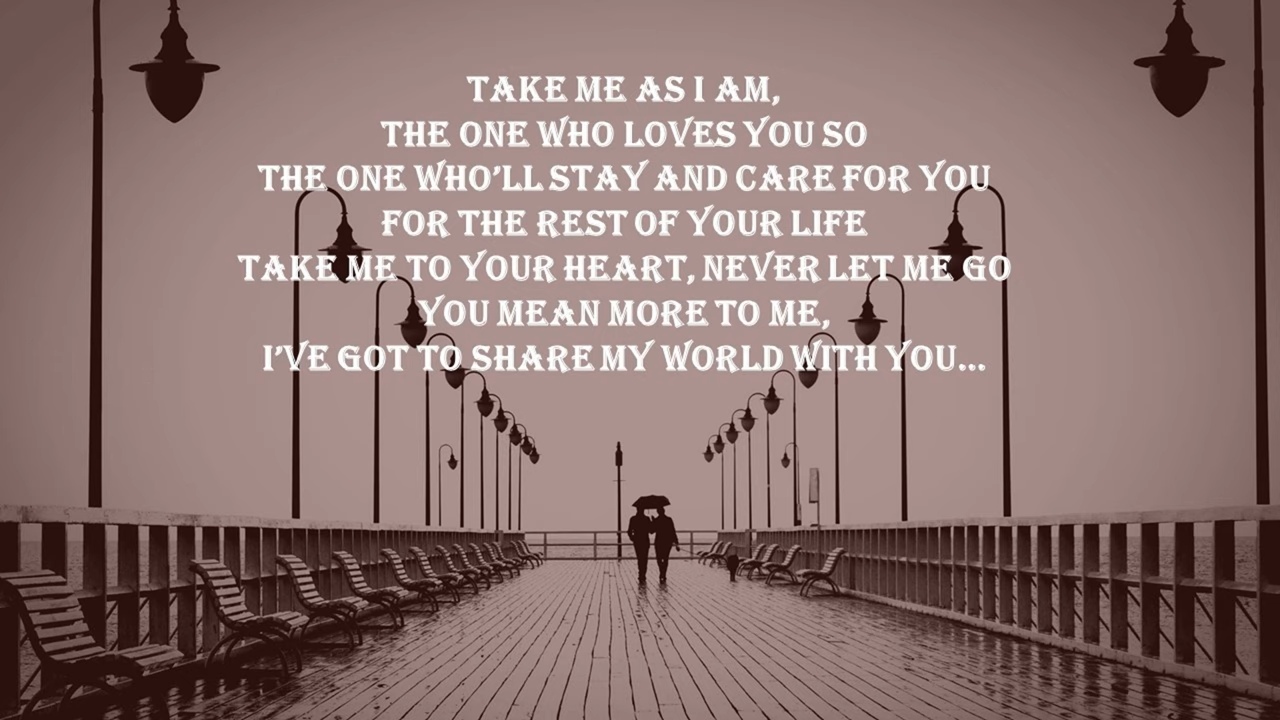 TAKE ME AS I AM,
THE ONE WHO LOVES YOU SO
THE ONE WHO'LL STAY AND CARE FOR YOU
FOR THE REST OF YOUR LIFE
TAKE ME TO YOUR HEART, NEVER LET ME GO
YOU MEAN MORE TO ME,
I'VE GOT TO SHARE MY WORLD WITH YOU...